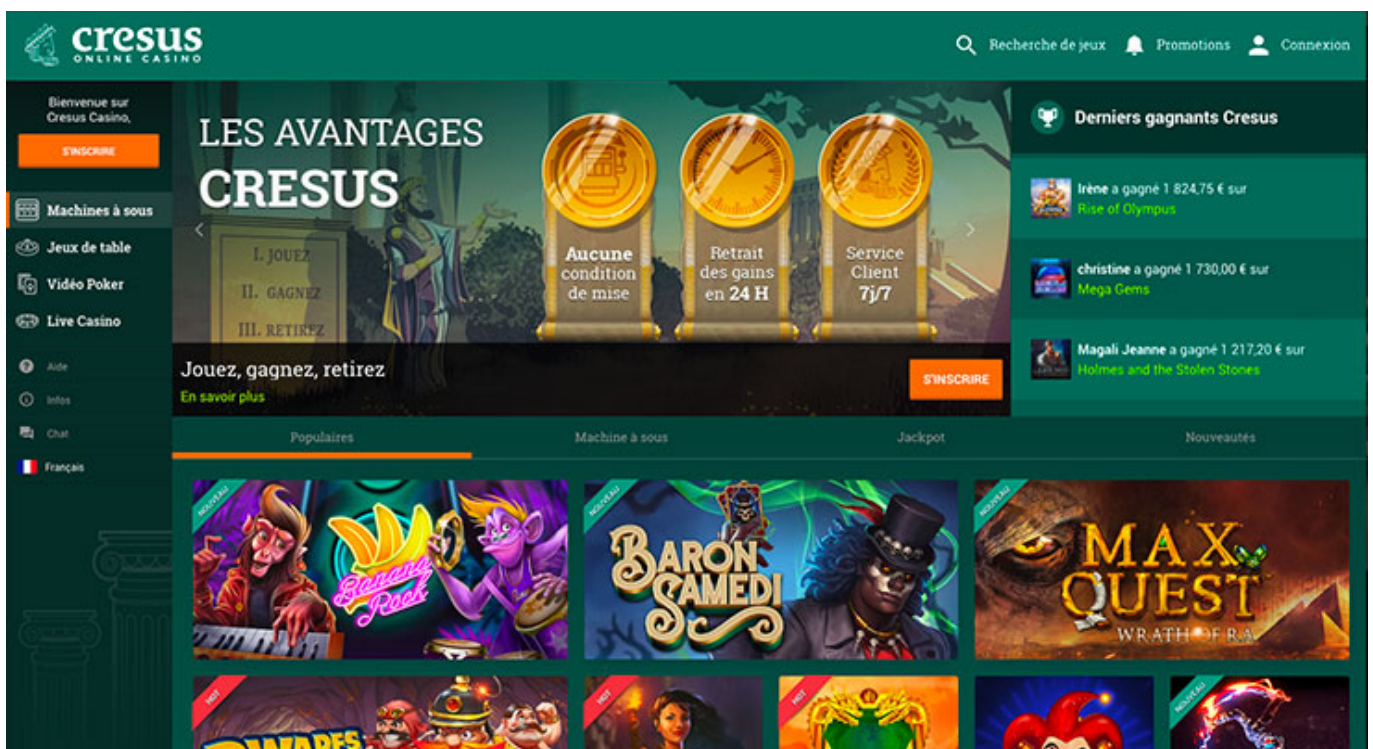 cresus
ONLINE CASINO
Recherche de jeux
Promotions
Connexion
Bienvenue sur
Cresus Casino,
S'INSCRIRE
Machines à sous
Jeux de table
Vidéo Poker
Live Casino
Aide
Infos
Chat
Français
LES AVANTAGES
CRESUS
I. JOUEZ
II. GAGNEZ
III. RETIREZ
Aucune
condition
de mise
Retrait
des gains
en 24 H
Service
Client
7j/7
Jouez, gagnez, retirez
En savoir plus
S'INSCRIRE
Derniers gagnants Cresus
Irène a gagné 1 824,75 € sur
Rise of Olympus
christine a gagné 1 730,00 € sur
Mega Gems
Magali Jeanne a gagné 1 217,20 € sur
Holmes and the Stolen Stones
Populaires
Machine à sous
Jackpot
Nouveautés
NOUVEAU
Banana
Rock
NOUVEAU
BARON
SAMEDI
NOUVEAU
MAX
QUEST
WRATH OF RA
HOT
DWARFS
HOT
HOT
NOUVEAU